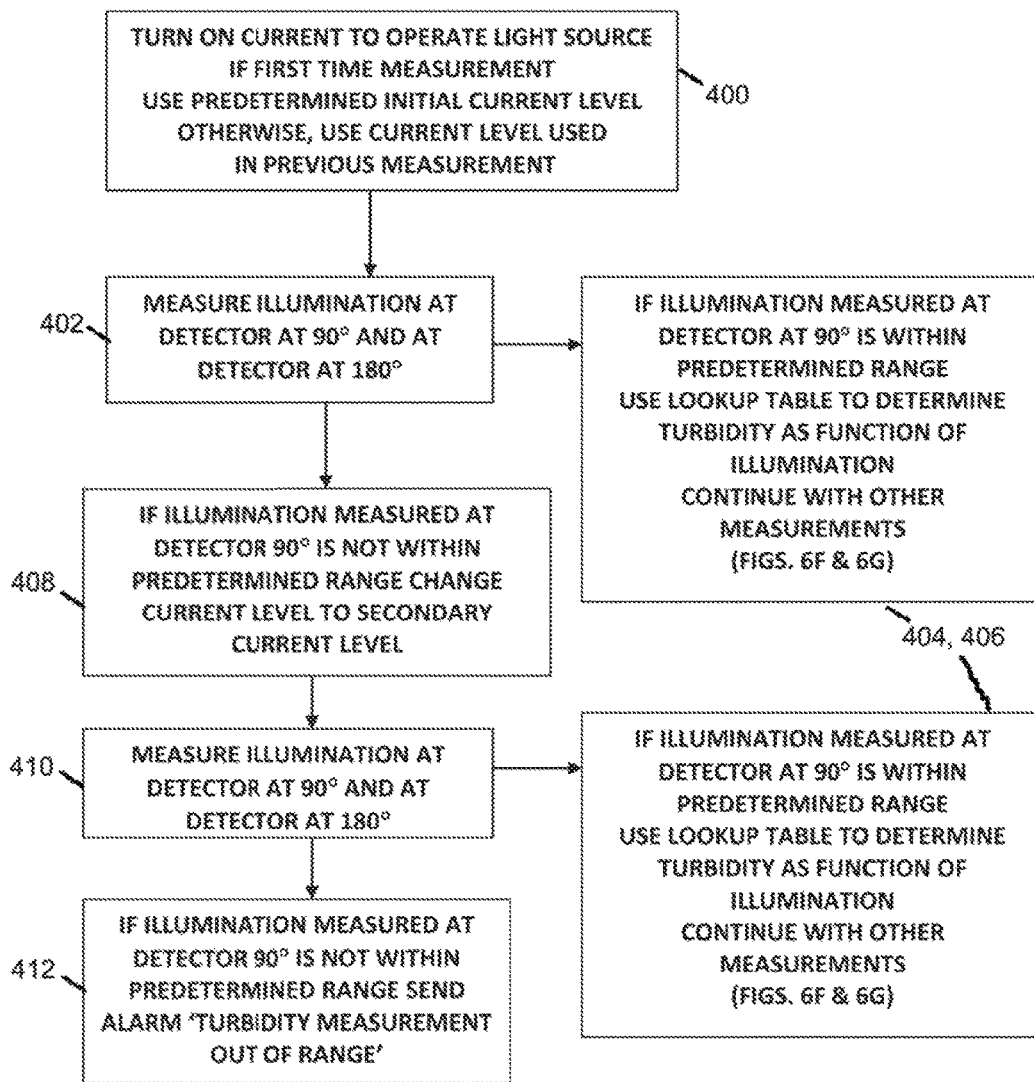 TURN ON CURRENT TO OPERATE LIGHT SOURCE
IF FIRST TIME MEASUREMENT
USE PREDETERMINED INITIAL CURRENT LEVEL
OTHERWISE, USE CURRENT LEVEL USED
IN PREVIOUS MEASUREMENT
400
402
MEASURE ILLUMINATION AT
DETECTOR AT 90° AND AT
DETECTOR AT 180°
IF ILLUMINATION MEASURED AT
DETECTOR AT 90° IS WITHIN
PREDETERMINED RANGE
USE LOOKUP TABLE TO DETERMINE
TURBIDITY AS FUNCTION OF
ILLUMINATION
CONTINUE WITH OTHER
MEASUREMENTS
(FIGS. 6F & 6G)
408
IF ILLUMINATION MEASURED AT
DETECTOR 90° IS NOT WITHIN
PREDETERMINED RANGE CHANGE
CURRENT LEVEL TO SECONDARY
CURRENT LEVEL
404, 406
410
MEASURE ILLUMINATION AT
DETECTOR AT 90° AND AT
DETECTOR AT 180°
IF ILLUMINATION MEASURED AT
DETECTOR AT 90° IS WITHIN
PREDETERMINED RANGE
USE LOOKUP TABLE TO DETERMINE
TURBIDITY AS FUNCTION OF
ILLUMINATION
CONTINUE WITH OTHER
MEASUREMENTS
(FIGS. 6F & 6G)
412
IF ILLUMINATION MEASURED AT
DETECTOR 90° IS NOT WITHIN
PREDETERMINED RANGE SEND
ALARM ‘TURBIDITY MEASUREMENT
OUT OF RANGE’